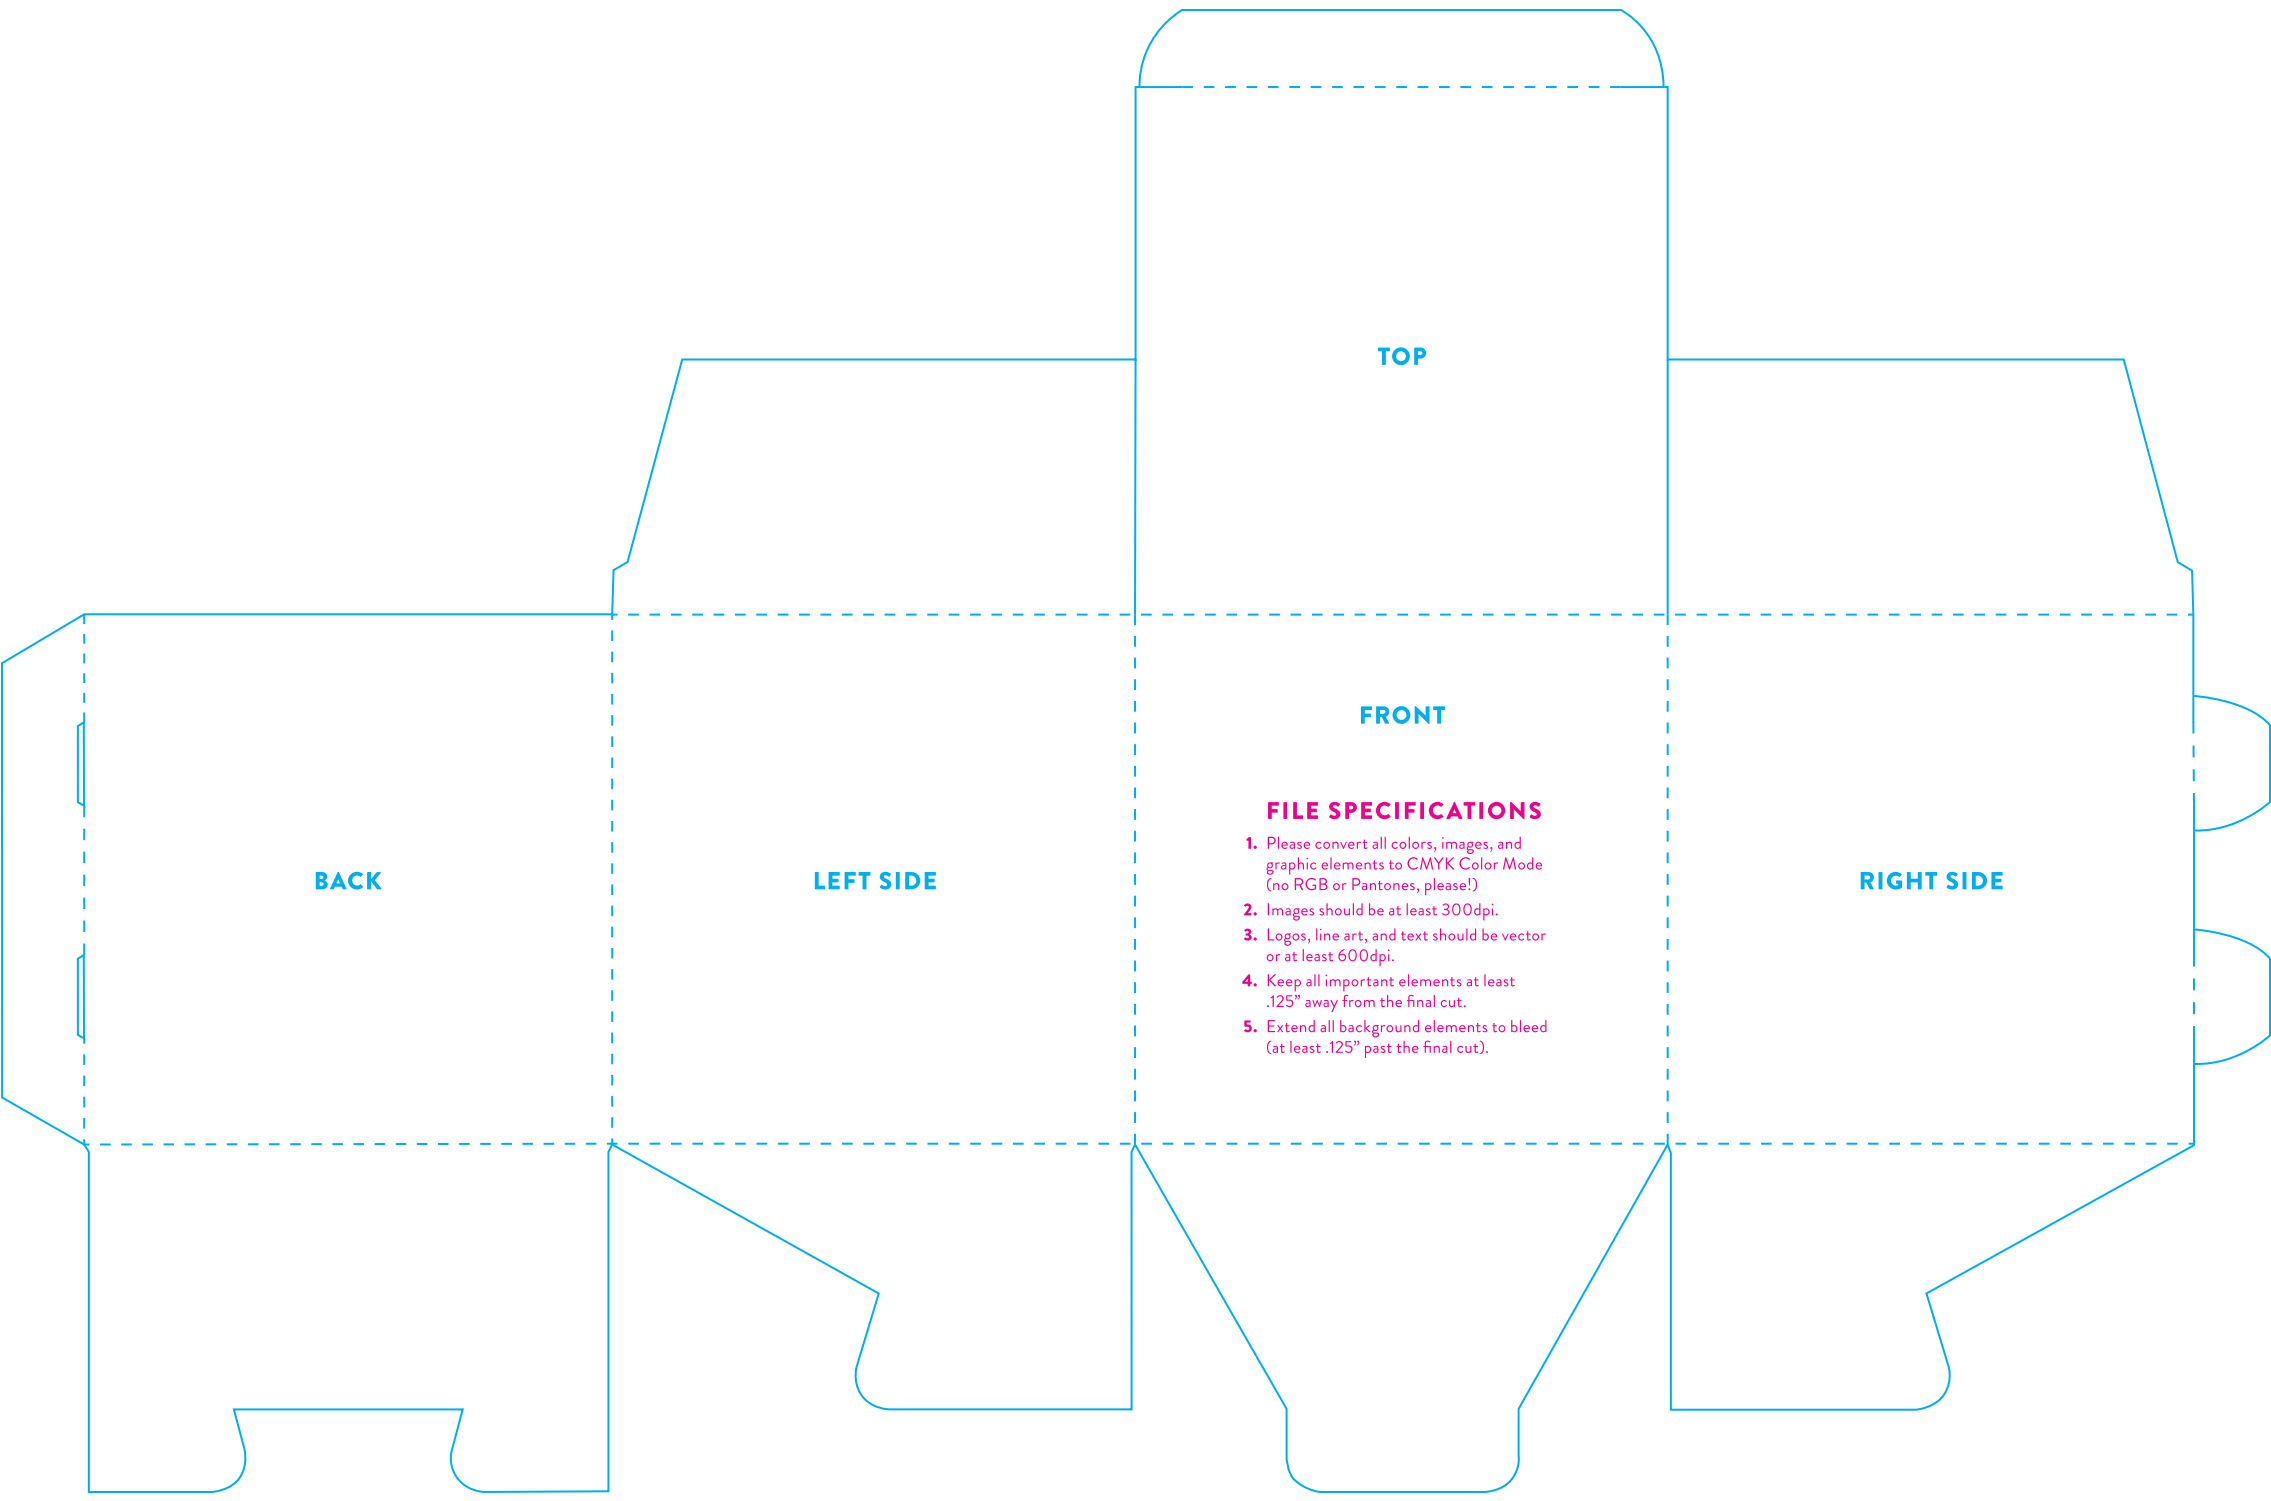 TOP
FRONT
FILE SPECIFICATIONS
1. Please convert all colors, images, and
graphic elements to CMYK Color Mode
(no RGB or Pantones, please!)
2. Images should be at least 300dpi.
3. Logos, line art, and text should be vector
or at least 600dpi.
4. Keep all important elements at least
.125” away from the final cut.
5. Extend all background elements to bleed
(at least .125” past the final cut).
BACK
LEFT SIDE
RIGHT SIDE